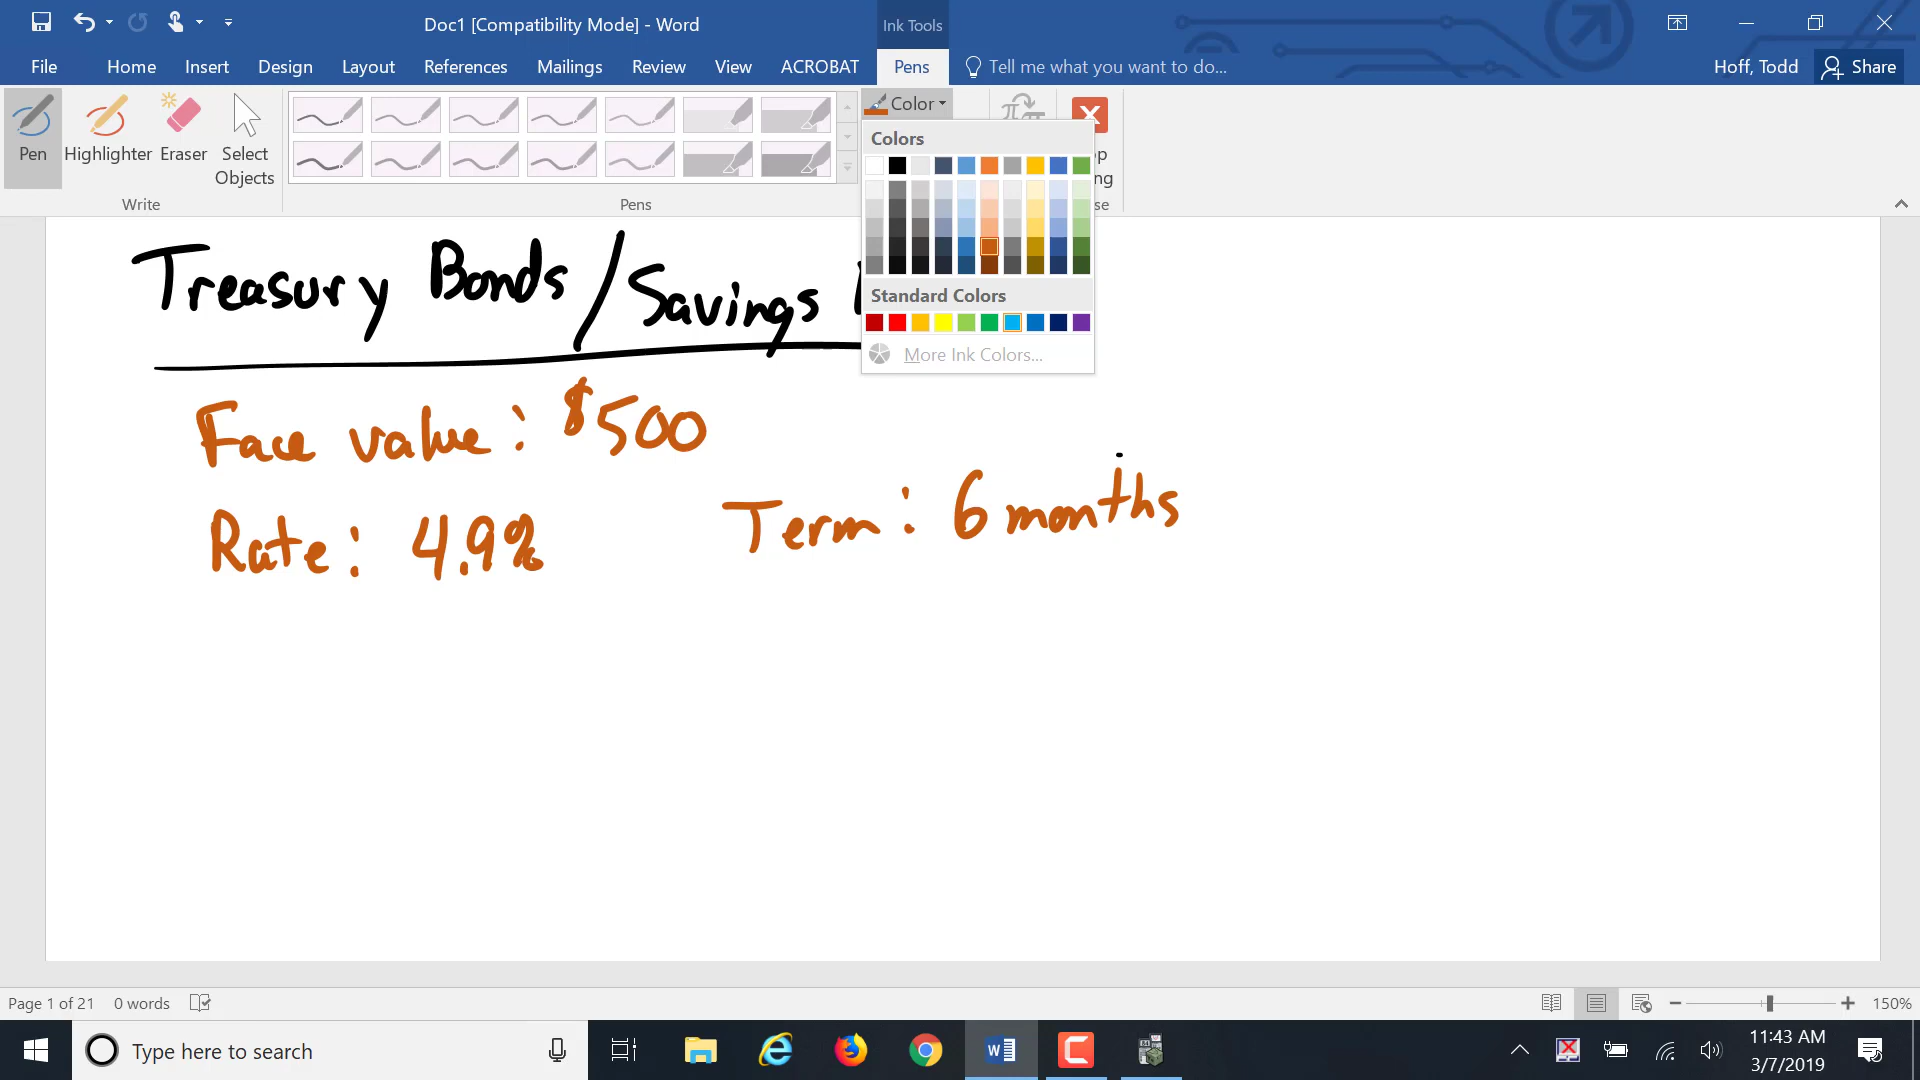 Doc1 [Compatibility Mode] - Word
Ink Tools
File Home Insert Design Layout References Mailings Review View ACROBAT Pens Tell me what you want to do... Hoff, Todd Share
Pen Highlighter Eraser Select Objects
Color
Write
Pens
Colors
Standard Colors
More Ink Colors...
Treasury Bonds / Savings
Face value : $500
Rate : 4.9% Term : 6 months
Page 1 of 21 0 words 150%
Type here to search
11:43 AM
3/7/2019